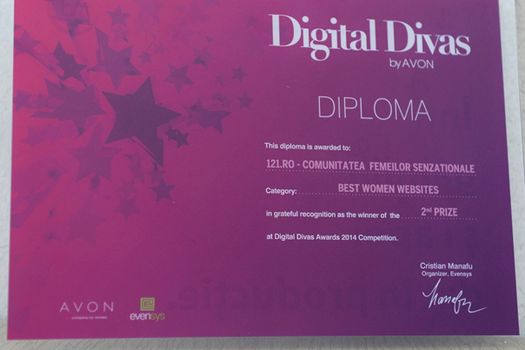 Digital Divas
by AVON
DIPLOMA
This diploma is awarded to:
121.RO - COMUNITATEA FEMEILOR SENZATIONALE
Category: BEST WOMEN WEBSITES
in grateful recognition as the winner of the 2nd PRIZE
at Digital Divas Awards 2014 Competition.
Cristian Manafu
Organizer, Evensys
AVON
evensys